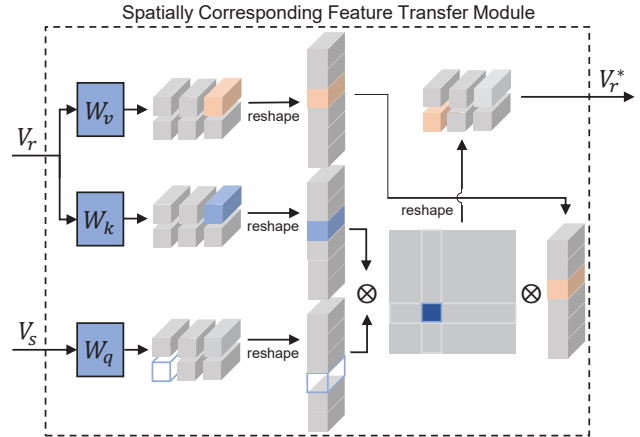 Spatially Corresponding Feature Transfer Module
V_r
W_v
reshape
V_r^*
W_k
reshape
reshape
⊗
⊗
V_s
W_q
reshape